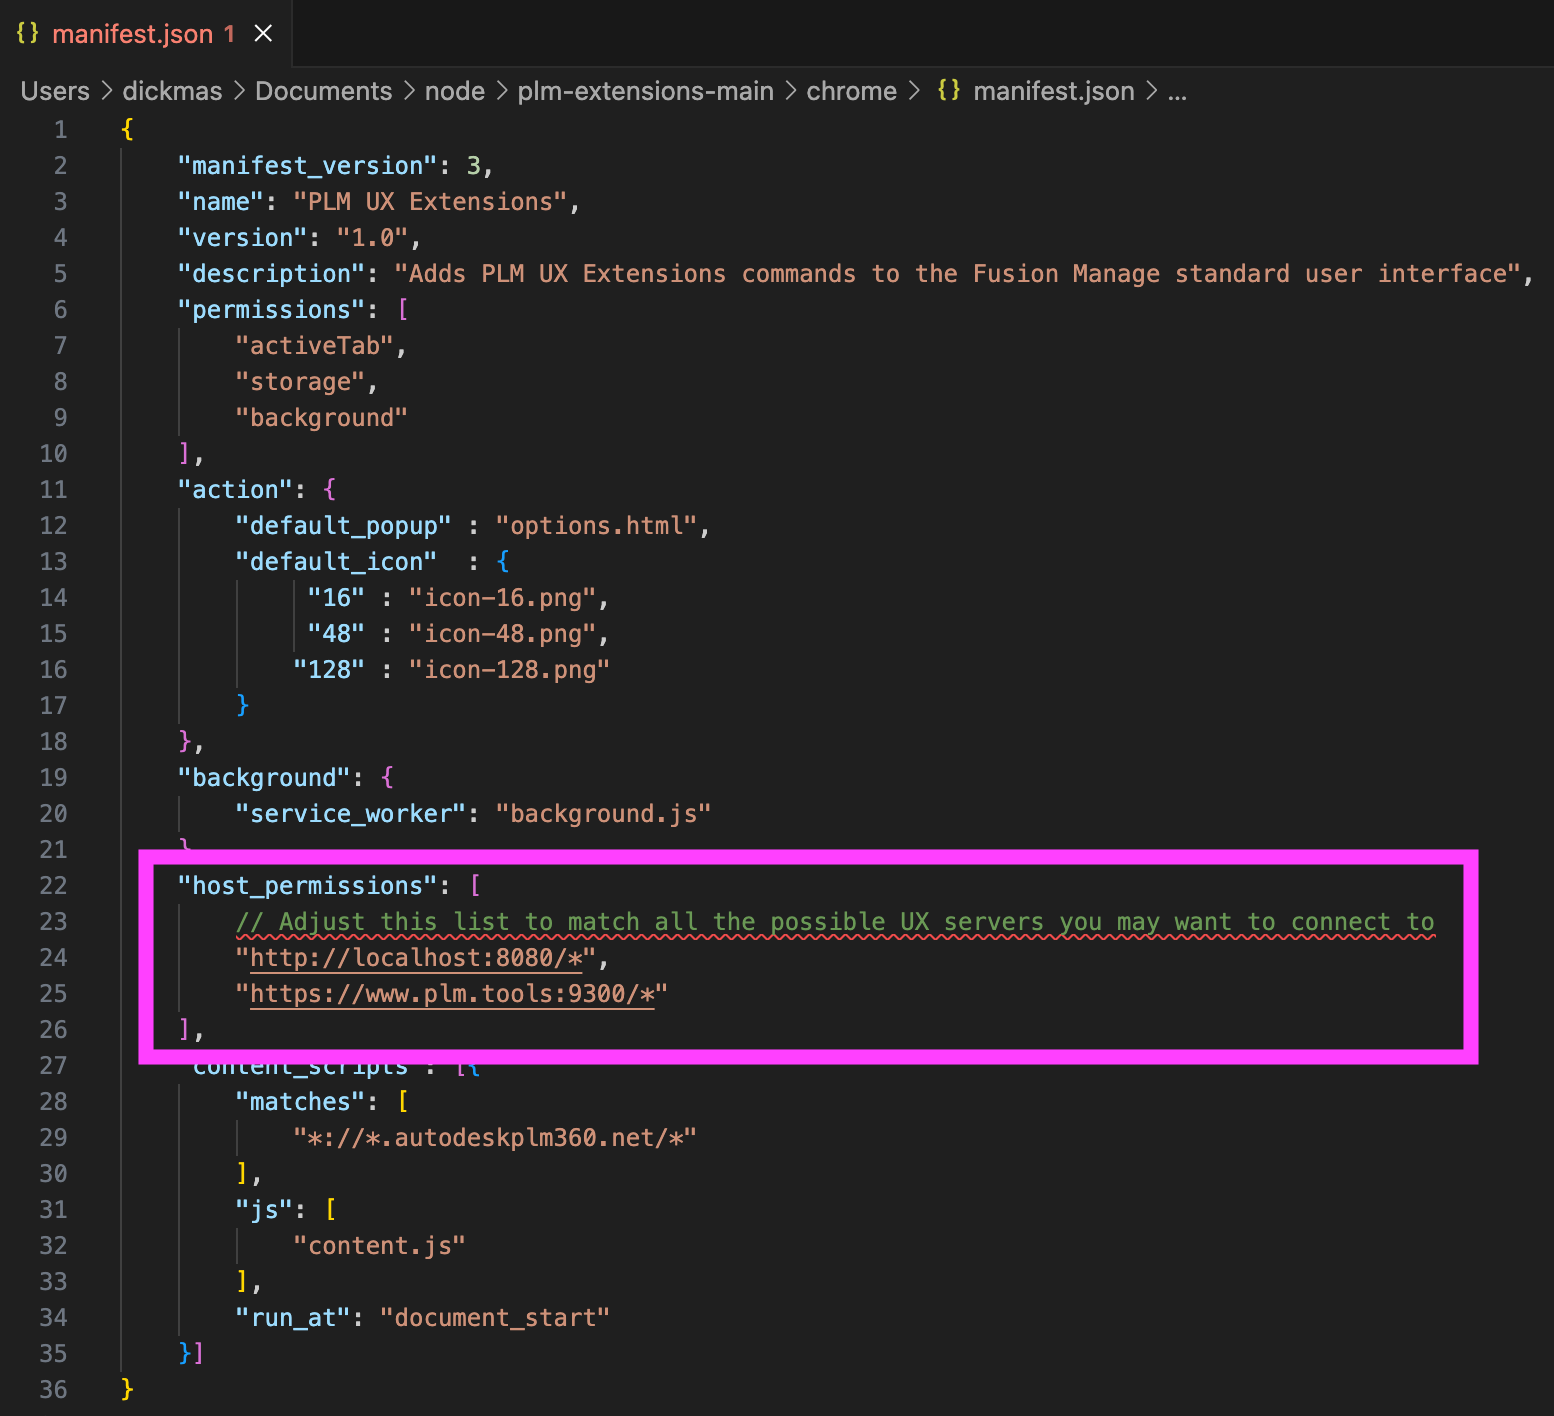 {} manifest.json 1 ×
Users > dickmas > Documents > node > plm-extensions-main > chrome > {} manifest.json > ...
1 {
2 "manifest_version": 3,
3 "name": "PLM UX Extensions",
4 "version": "1.0",
5 "description": "Adds PLM UX Extensions commands to the Fusion Manage standard user interface",
6 "permissions": [
7 "activeTab",
8 "storage",
9 "background"
10 ],
11 "action": {
12 "default_popup" : "options.html",
13 "default_icon"  : {
14 "16" : "icon-16.png",
15 "48" : "icon-48.png",
16 "128" : "icon-128.png"
17 }
18 },
19 "background": {
20 "service_worker": "background.js"
21 }
22 "host_permissions": [
23 // Adjust this list to match all the possible UX servers you may want to connect to
24 "http://localhost:8080/*",
25 "https://www.plm.tools:9300/*"
26 ],
27 content_scripts : [{
28 "matches": [
29 "*://*.autodeskplm360.net/*"
30 ],
31 "js": [
32 "content.js"
33 ],
34 "run_at": "document_start"
35 }]
36 }